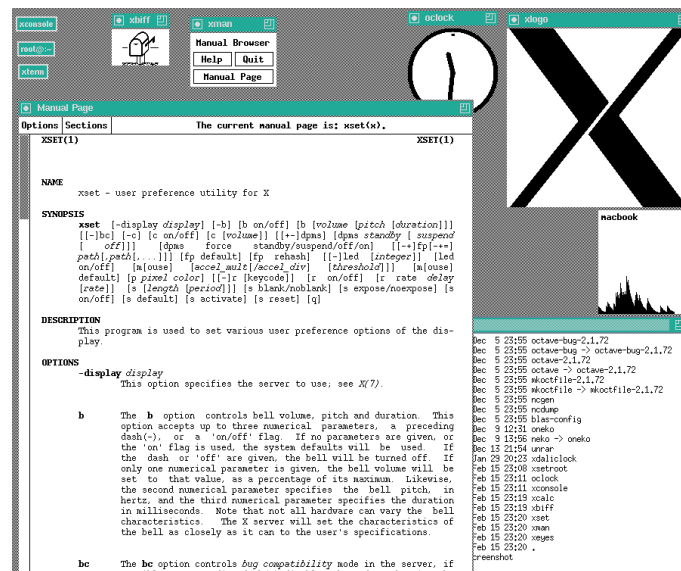 xconsole
root@:~
xterm
xbiff
xman
Manual Browser
Help Quit
Manual Page
oclock
xlogo
macbook
Manual Page
Options Sections The current manual page is: xset(x).
XSET(1) XSET(1)
NAME
xset - user preference utility for X
SYNOPSIS
xset [-display display] [-b] [b on/off] [b [volume [pitch [duration]]]
[[-]bc] [-c] [c on/off] [c [volume]] [[+-]dpms] [dpms standby [ suspend
[ off]]] [dpms force standby/suspend/off/on] [[-+]fp[-+=]
path[,path[,...]]] [fp default] [fp rehash] [[-]led [integer]] [led
on/off] [m[ouse] [accel_mult[/accel_div] [threshold]]] [m[ouse]
default] [p pixel color] [[-]r [keycode]] [r on/off] [r rate delay
[rate]] [s [length [period]]] [s blank/noblank] [s expose/noexpose] [s
on/off] [s default] [s activate] [s reset] [q]
DESCRIPTION
This program is used to set various user preference options of the dis-
play.
OPTIONS
-display display
This option specifies the server to use; see X(7).
b The b option controls bell volume, pitch and duration. This
option accepts up to three numerical parameters, a preceding
dash(-), or a 'on/off' flag. If no parameters are given, or
the 'on' flag is used, the system defaults will be used. If
the dash or 'off' are given, the bell will be turned off. If
only one numerical parameter is given, the bell volume will be
set to that value, as a percentage of its maximum. Likewise,
the second numerical parameter specifies the bell pitch, in
hertz, and the third numerical parameter specifies the duration
in milliseconds. Note that not all hardware can vary the bell
characteristics. The X server will set the characteristics of
the bell as closely as it can to the user's specifications.
bc The bc option controls bug compatibility mode in the server, if
Dec 5 23:55 octave-bug-2.1.72
Dec 5 23:55 octave-bug -> octave-bug-2.1.72
Dec 5 23:55 octave-2.1.72
Dec 5 23:55 octave -> octave-2.1.72
Dec 5 23:55 mkoctfile-2.1.72
Dec 5 23:55 mkoctfile -> mkoctfile-2.1.72
Dec 5 23:55 ncgen
Dec 5 23:55 ncdump
Dec 5 23:55 blas-config
Dec 9 12:31 oneko
Dec 9 13:56 neko -> oneko
Dec 13 21:54 unrar
Jan 29 20:23 xdaliclock
Feb 15 23:08 xsetroot
Feb 15 23:11 oclock
Feb 15 23:11 xconsole
Feb 15 23:19 xcalc
Feb 15 23:19 xbiff
Feb 15 23:20 xset
Feb 15 23:20 xman
Feb 15 23:20 xeyes
Feb 15 23:20 .
creenshot